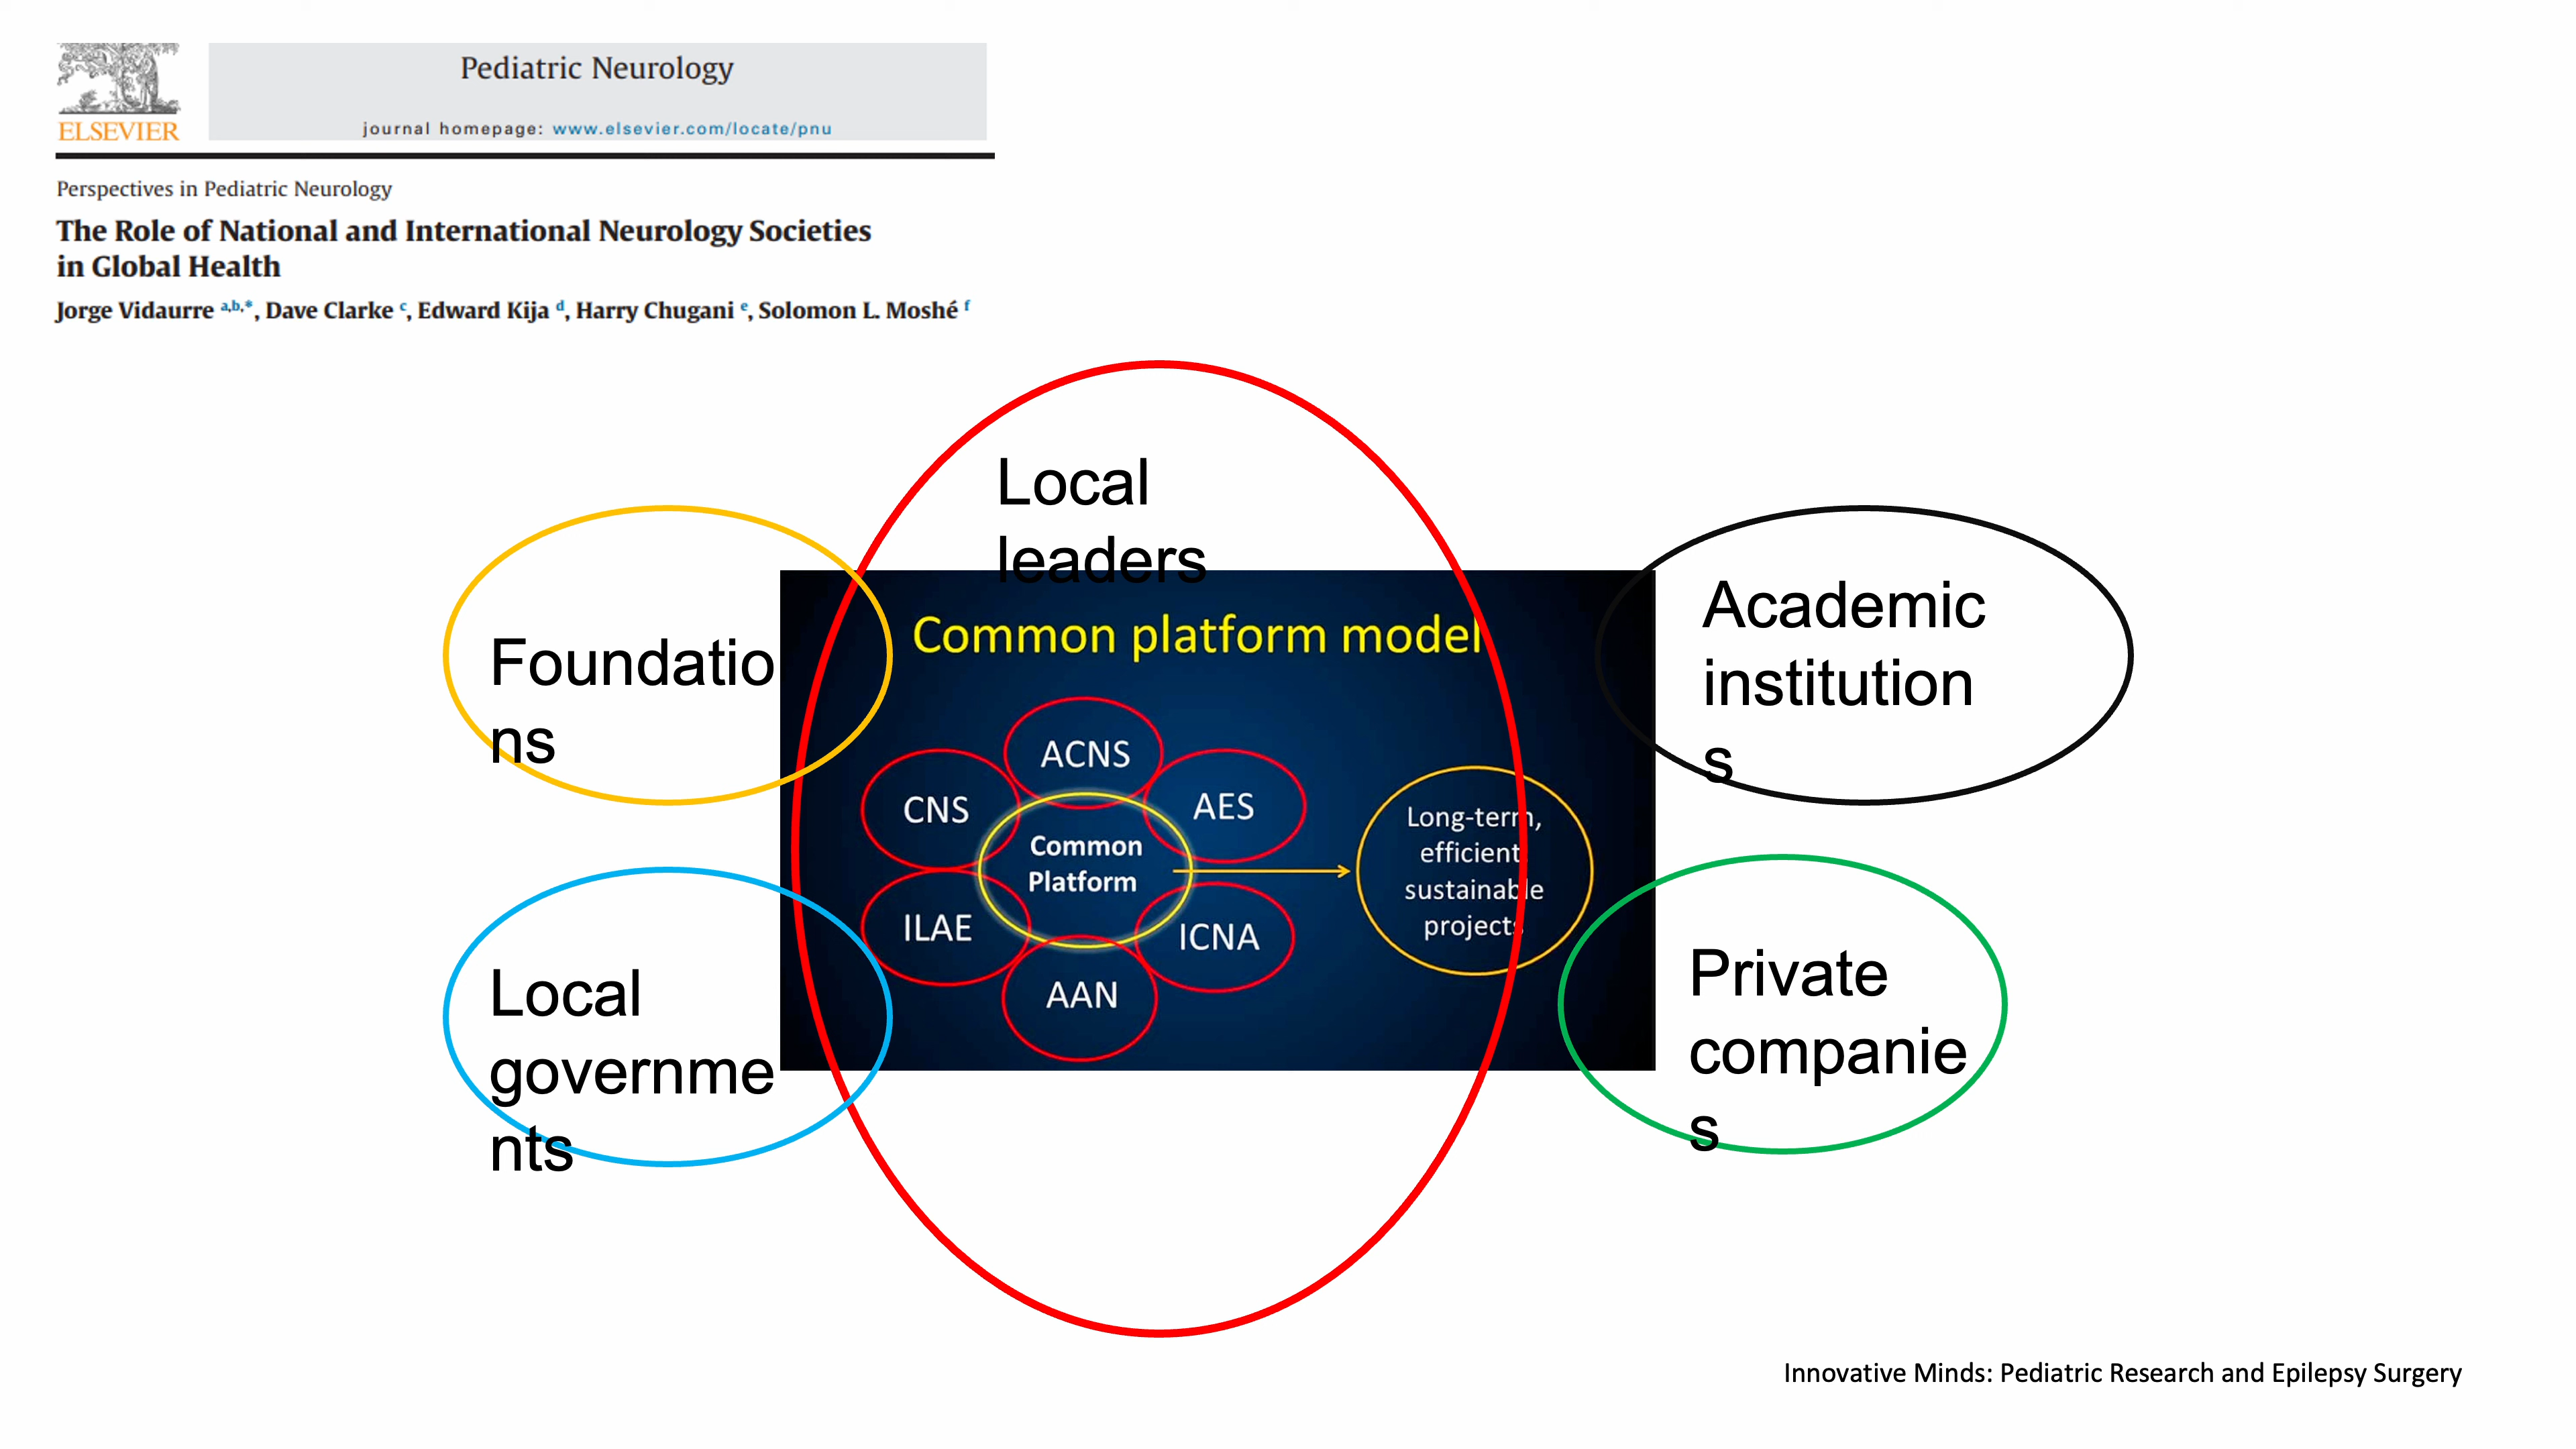 ELSEVIER
Pediatric Neurology
journal homepage: www.elsevier.com/locate/pnu
Perspectives in Pediatric Neurology
The Role of National and International Neurology Societies
in Global Health
Jorge Vidaurre a,b,*, Dave Clarke c, Edward Kija d, Harry Chugani e, Solomon L. Moshé f
Local
leaders
Foundatio
ns
Academic
institution
s
Common platform model
ACNS
CNS
AES
Common
Platform
ILAE
ICNA
AAN
Long-term,
efficient,
sustainable
projects
Local
governme
nts
Private
companie
s
Innovative Minds: Pediatric Research and Epilepsy Surgery